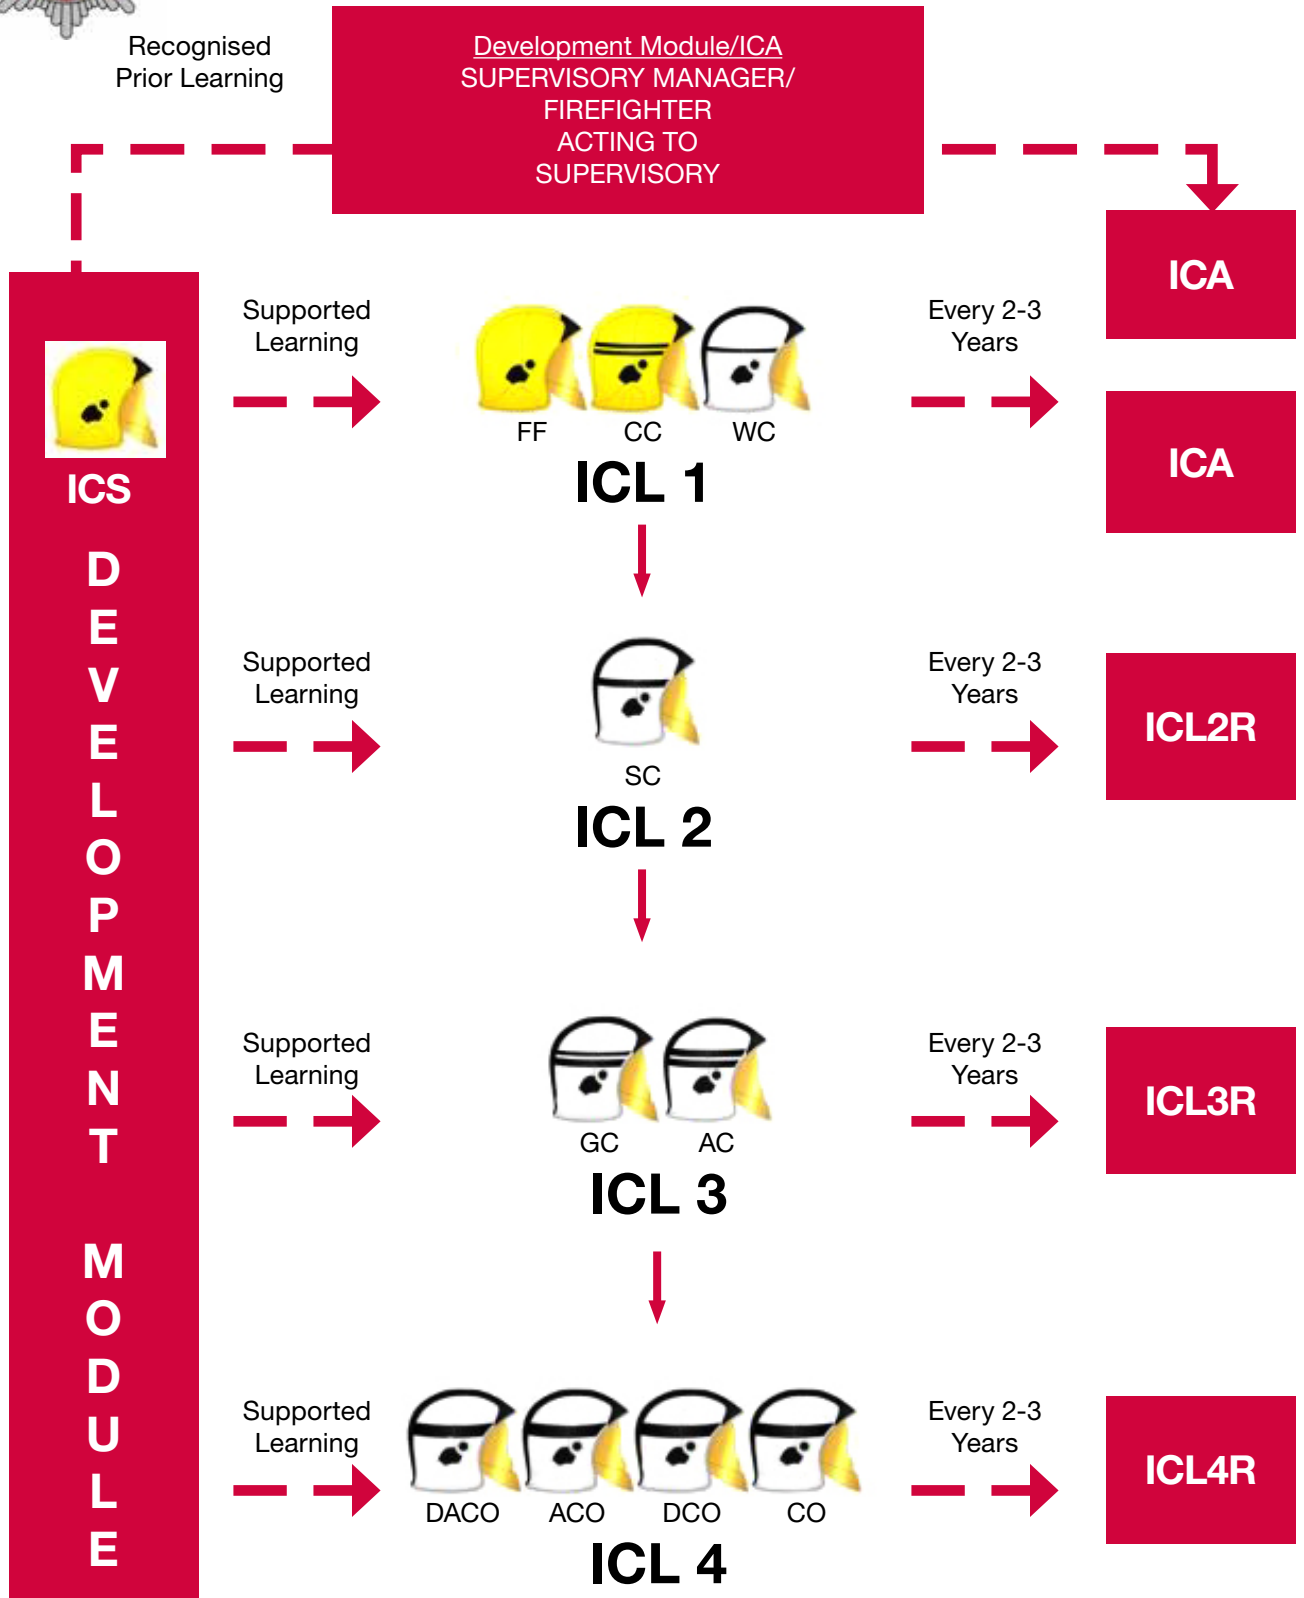 Recognised
Prior Learning
Development Module/ICA
SUPERVISORY MANAGER/
FIREFIGHTER
ACTING TO
SUPERVISORY
ICA
ICS
DEVELOPMENT
MODULE
Supported
Learning
FF CC WC
ICL 1
Every 2-3
Years
ICA
Supported
Learning
SC
ICL 2
Every 2-3
Years
ICL2R
Supported
Learning
GC AC
ICL 3
Every 2-3
Years
ICL3R
Supported
Learning
DACO ACO DCO CO
ICL 4
Every 2-3
Years
ICL4R